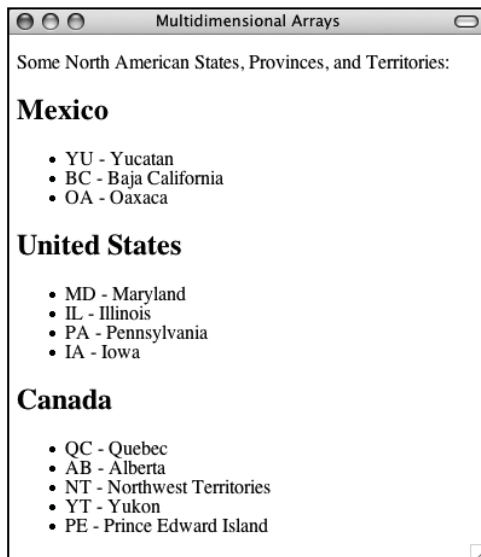 Multidimensional Arrays
Some North American States, Provinces, and Territories:
Mexico
• YU - Yucatan
• BC - Baja California
• OA - Oaxaca
United States
• MD - Maryland
• IL - Illinois
• PA - Pennsylvania
• IA - Iowa
Canada
• QC - Quebec
• AB - Alberta
• NT - Northwest Territories
• YT - Yukon
• PE - Prince Edward Island